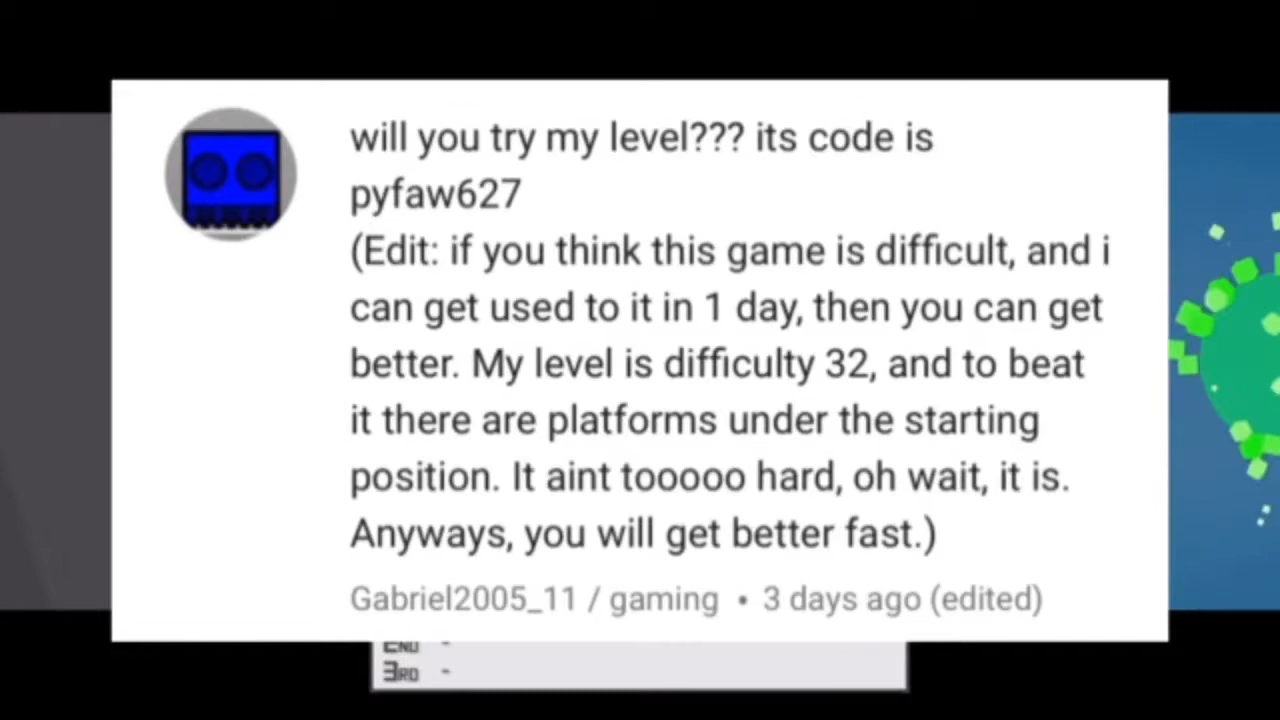 will you try my level??? its code is
pyfaw627
(Edit: if you think this game is difficult, and i
can get used to it in 1 day, then you can get
better. My level is difficulty 32, and to beat
it there are platforms under the starting
position. It aint tooooo hard, oh wait, it is.
Anyways, you will get better fast.)
Gabriel2005_11 / gaming • 3 days ago (edited)
2ND -
3RD -